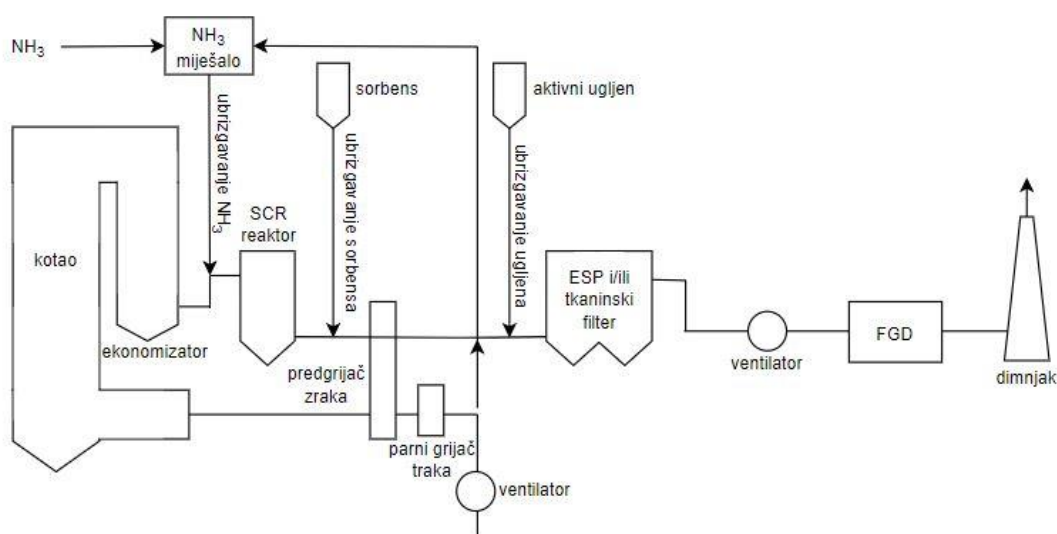 NH₃
NH₃
miješalo
sorbens
aktivni ugljen
ubrizgavanje NH₃
ubrizgavanje sorbensa
ubrizgavanje ugljena
SCR
reaktor
kotao
ekonomizator
ESP i/ili
tkaninski
filter
predgrijač
zraka
parni grijač
traka
ventilator
ventilator
FGD
dimnjak